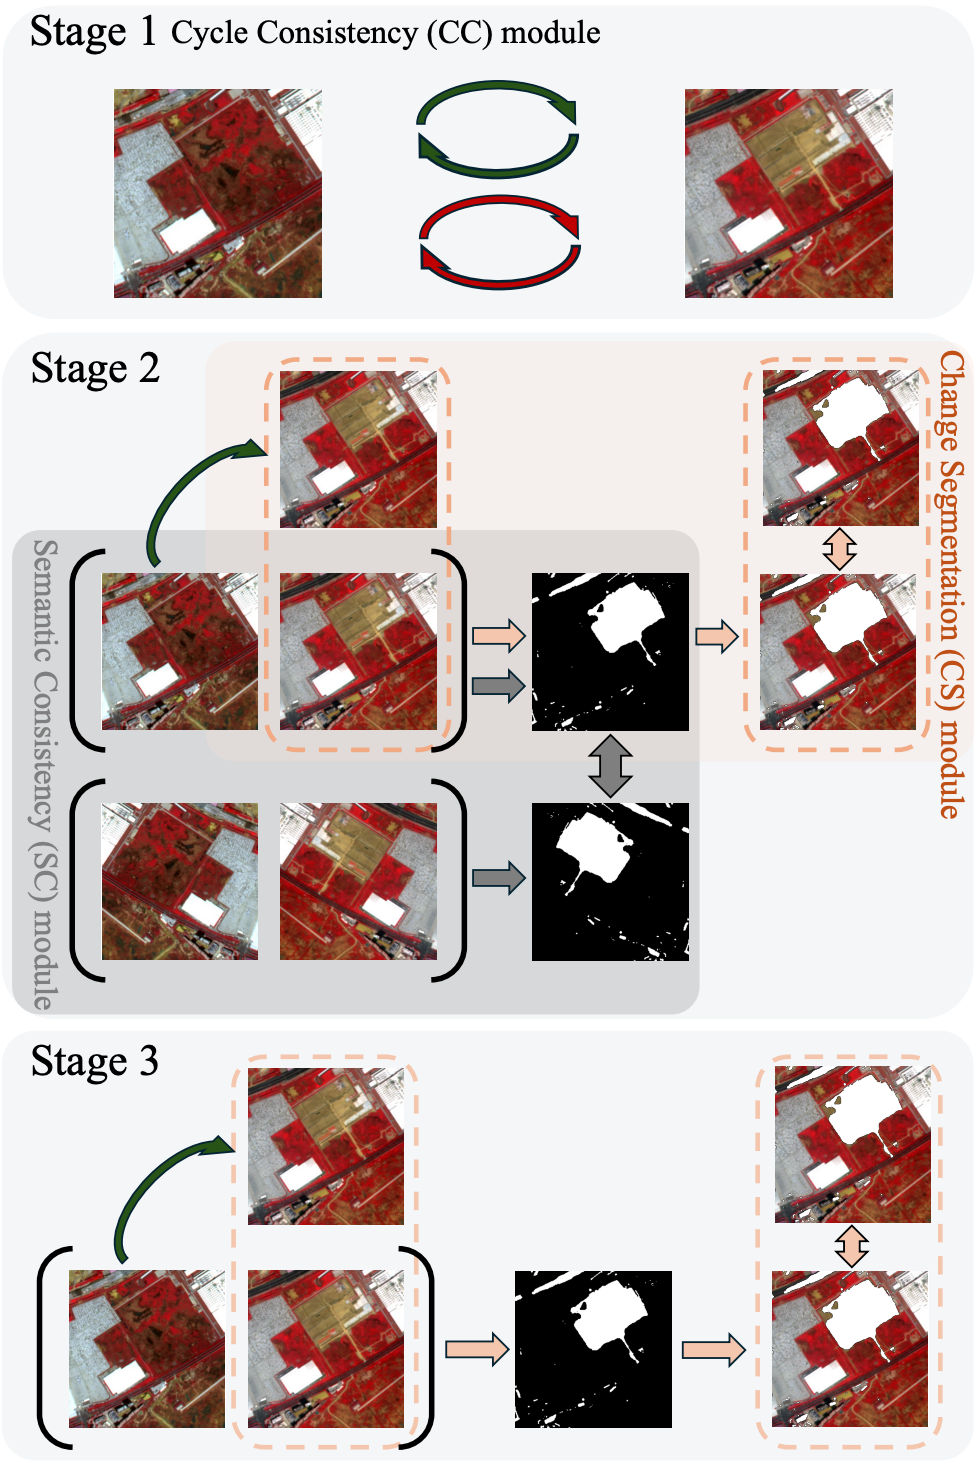 Stage 1 Cycle Consistency (CC) module
Stage 2
Change Segmentation (CS) module
Semantic Consistency (SC) module
Stage 3